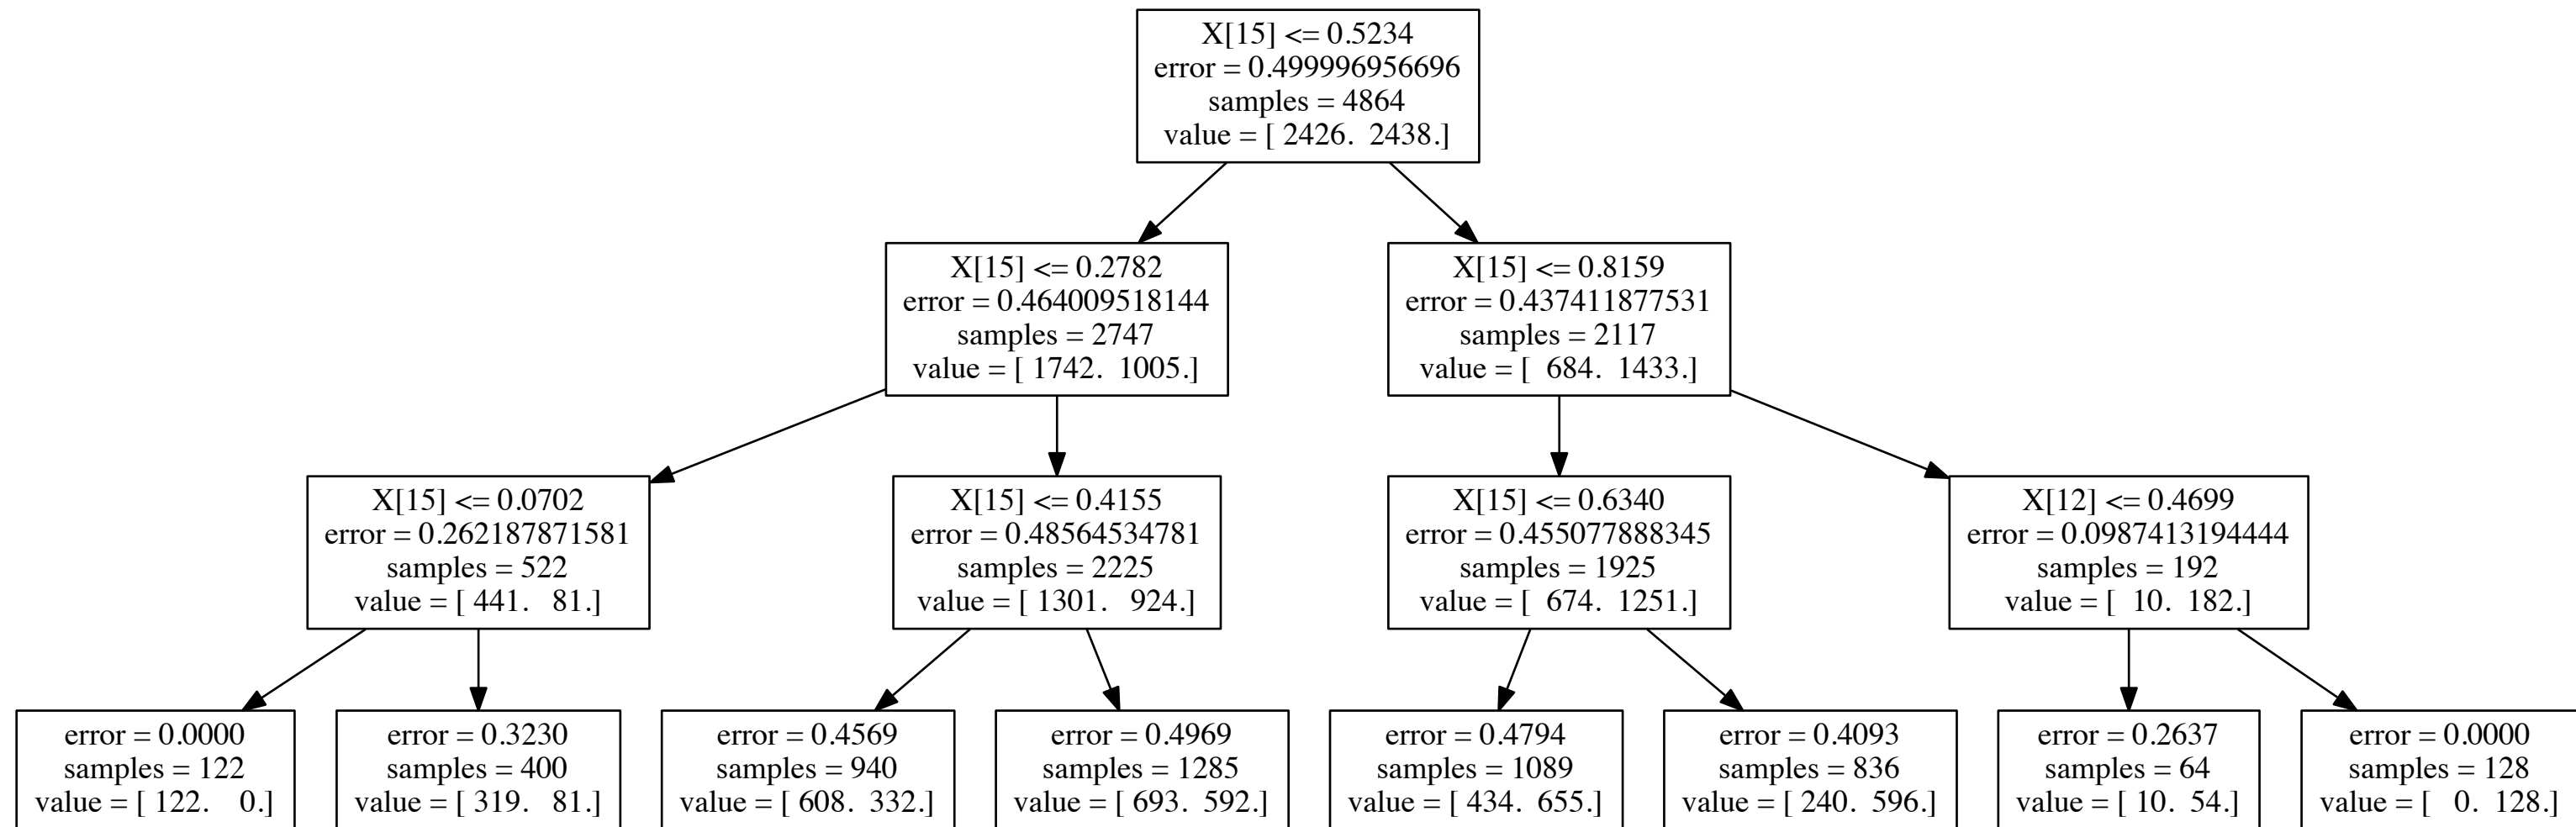 X[15] <= 0.5234
error = 0.499996956696
samples = 4864
value = [ 2426.  2438.]
X[15] <= 0.2782
error = 0.464009518144
samples = 2747
value = [ 1742.  1005.]
X[15] <= 0.8159
error = 0.437411877531
samples = 2117
value = [  684.  1433.]
X[15] <= 0.0702
error = 0.262187871581
samples = 522
value = [ 441.   81.]
X[15] <= 0.4155
error = 0.48564534781
samples = 2225
value = [ 1301.   924.]
X[15] <= 0.6340
error = 0.455077888345
samples = 1925
value = [  674.  1251.]
X[12] <= 0.4699
error = 0.0987413194444
samples = 192
value = [  10.  182.]
error = 0.0000
samples = 122
value = [ 122.    0.]
error = 0.3230
samples = 400
value = [ 319.   81.]
error = 0.4569
samples = 940
value = [ 608.  332.]
error = 0.4969
samples = 1285
value = [ 693.  592.]
error = 0.4794
samples = 1089
value = [ 434.  655.]
error = 0.4093
samples = 836
value = [ 240.  596.]
error = 0.2637
samples = 64
value = [ 10.  54.]
error = 0.0000
samples = 128
value = [   0.  128.]